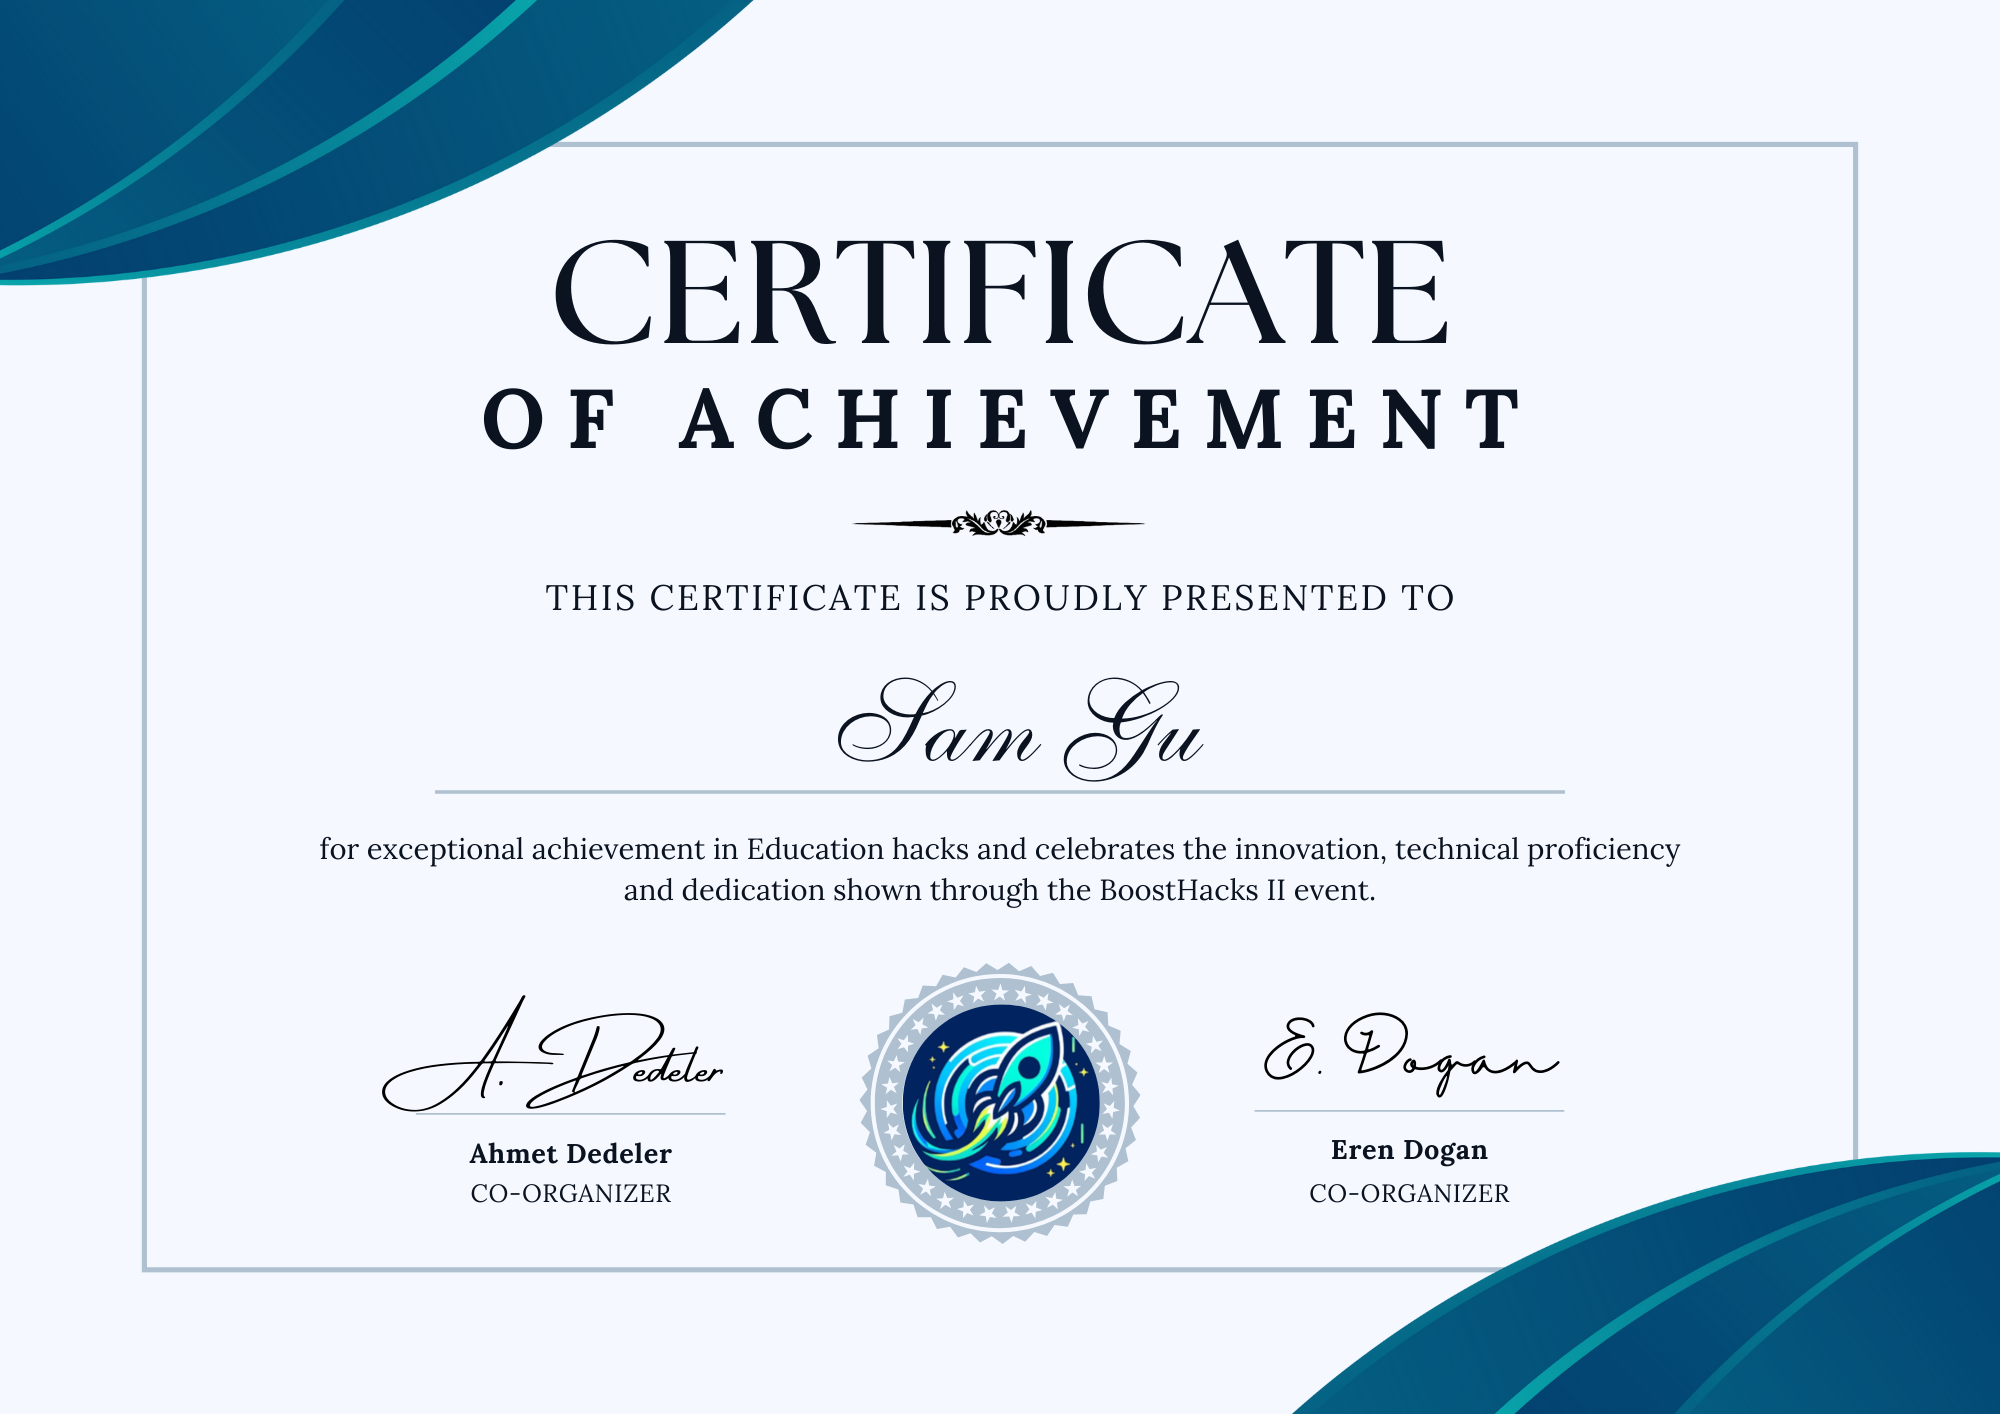 CERTIFICATE
OF ACHIEVEMENT
THIS CERTIFICATE IS PROUDLY PRESENTED TO
Sam Gu
for exceptional achievement in Education hacks and celebrates the innovation, technical proficiency
and dedication shown through the BoostHacks II event.
A. Dedeler
Ahmet Dedeler
CO-ORGANIZER
E. Dogan
Eren Dogan
CO-ORGANIZER